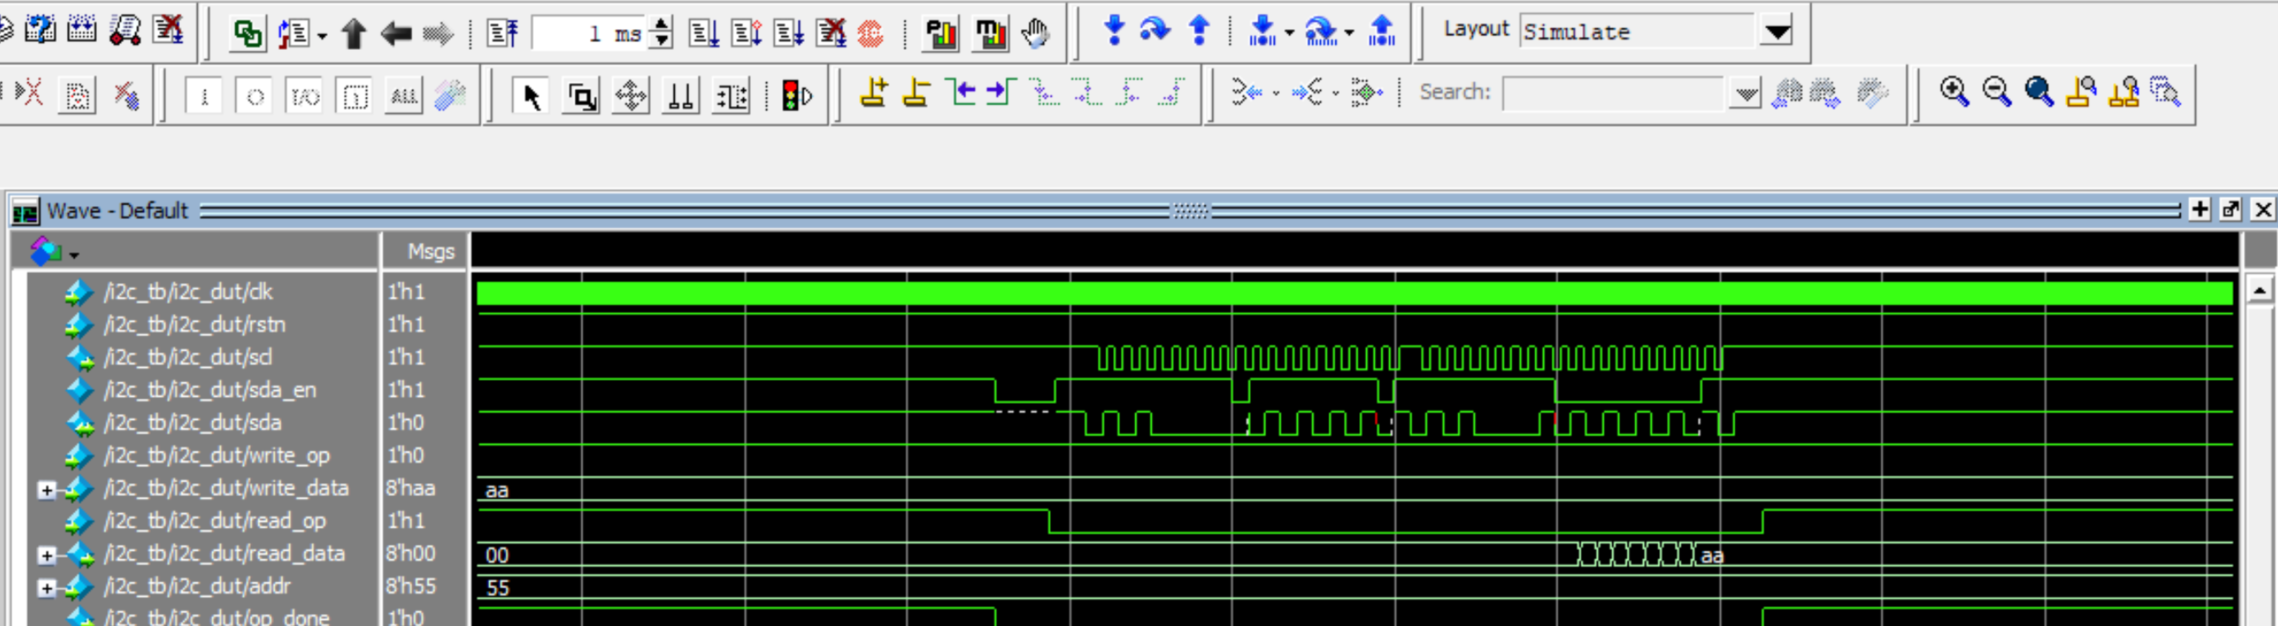 1 ms
Layout Simulate
ALL
Search:
Wave - Default
Msgs
/i2c_tb/i2c_dut/clk 1'h1
/i2c_tb/i2c_dut/rstn 1'h1
/i2c_tb/i2c_dut/scl 1'h1
/i2c_tb/i2c_dut/sda_en 1'h1
/i2c_tb/i2c_dut/sda 1'h0
/i2c_tb/i2c_dut/write_op 1'h0
/i2c_tb/i2c_dut/write_data 8'haa aa
/i2c_tb/i2c_dut/read_op 1'h1
/i2c_tb/i2c_dut/read_data 8'h00 00 aa
/i2c_tb/i2c_dut/addr 8'h55 55
/i2c_tb/i2c_dut/op_done 1'h0